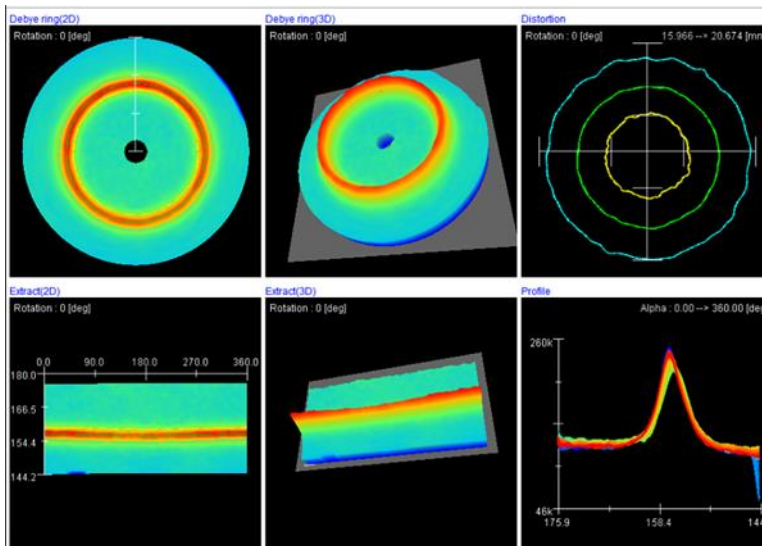 Debye ring(2D)
Rotation : 0 [deg]
Debye ring(3D)
Rotation : 0 [deg]
Distortion
Rotation : 0 [deg]
15.966 --> 20.674 [mm
Extract(2D)
Rotation : 0 [deg]
0.0 90.0 180.0 270.0 360.0
180.0
166.5
154.4
144.2
Extract(3D)
Rotation : 0 [deg]
Profile
Alpha : 0.00 --> 360.00 [deg
260k
46k
175.9 158.4 144